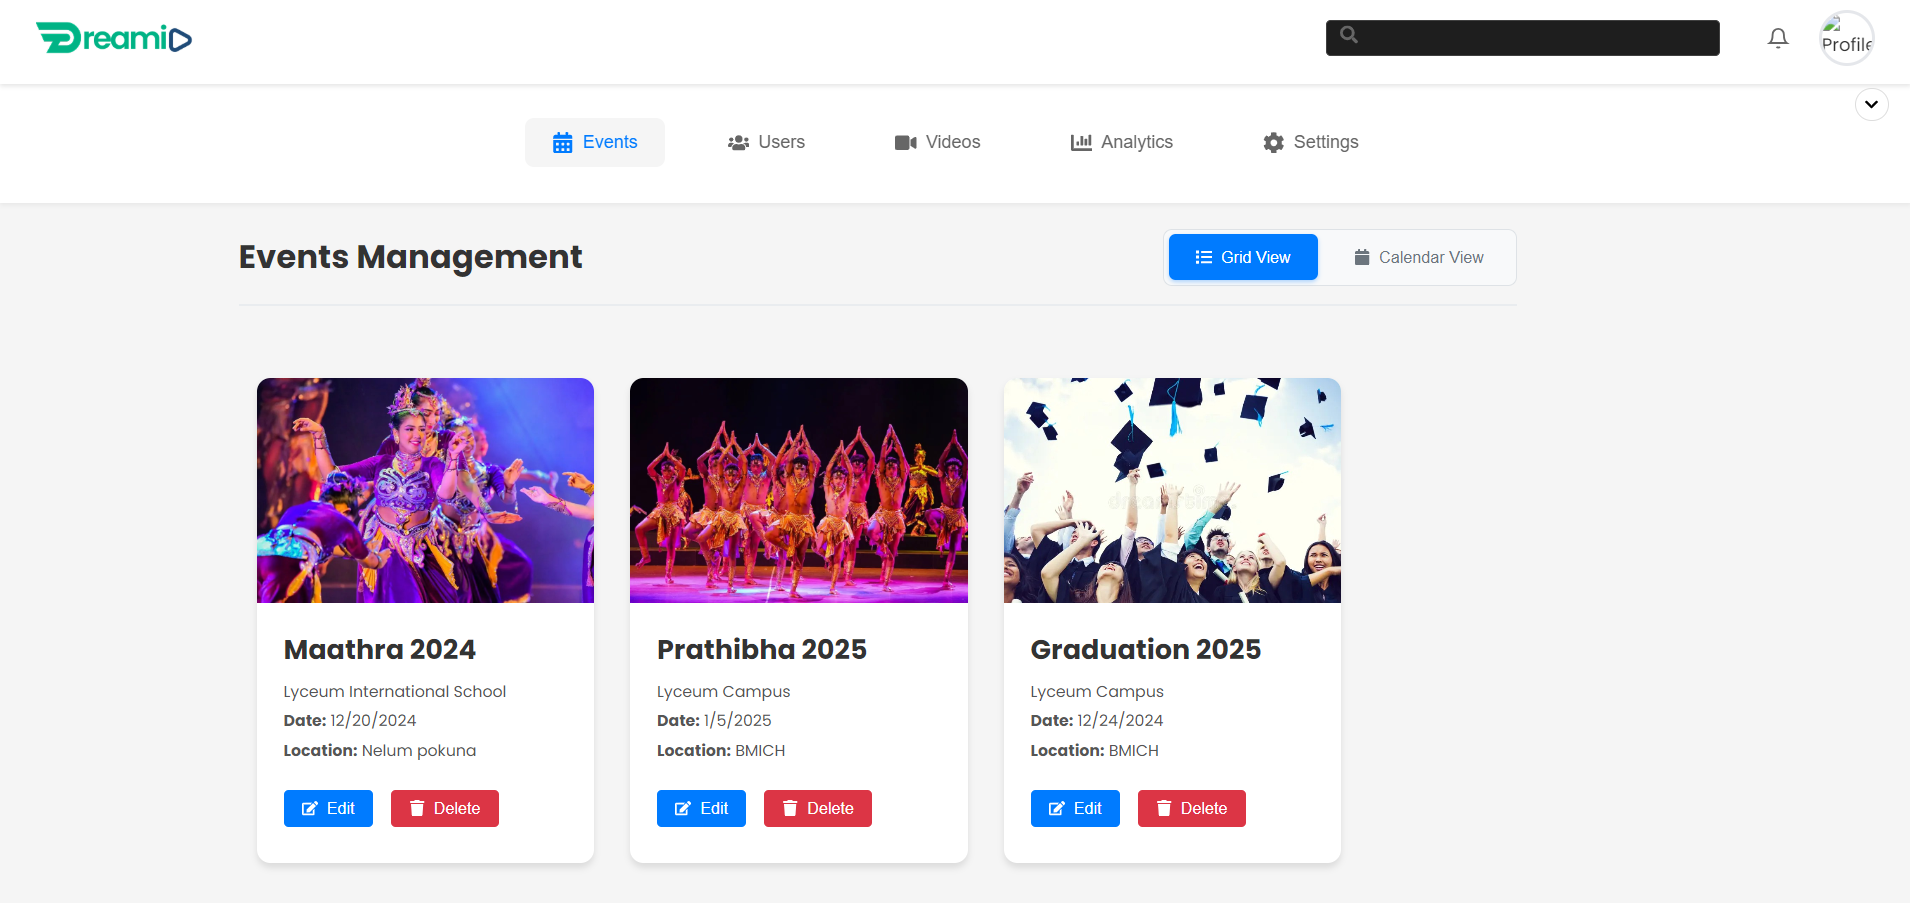 Dreami
Profile
Events
Users
Videos
Analytics
Settings
Events Management
Grid View
Calendar View
Maathra 2024
Lyceum International School
Date: 12/20/2024
Location: Nelum pokuna
Edit
Delete
Prathibha 2025
Lyceum Campus
Date: 1/5/2025
Location: BMICH
Edit
Delete
Graduation 2025
Lyceum Campus
Date: 12/24/2024
Location: BMICH
Edit
Delete